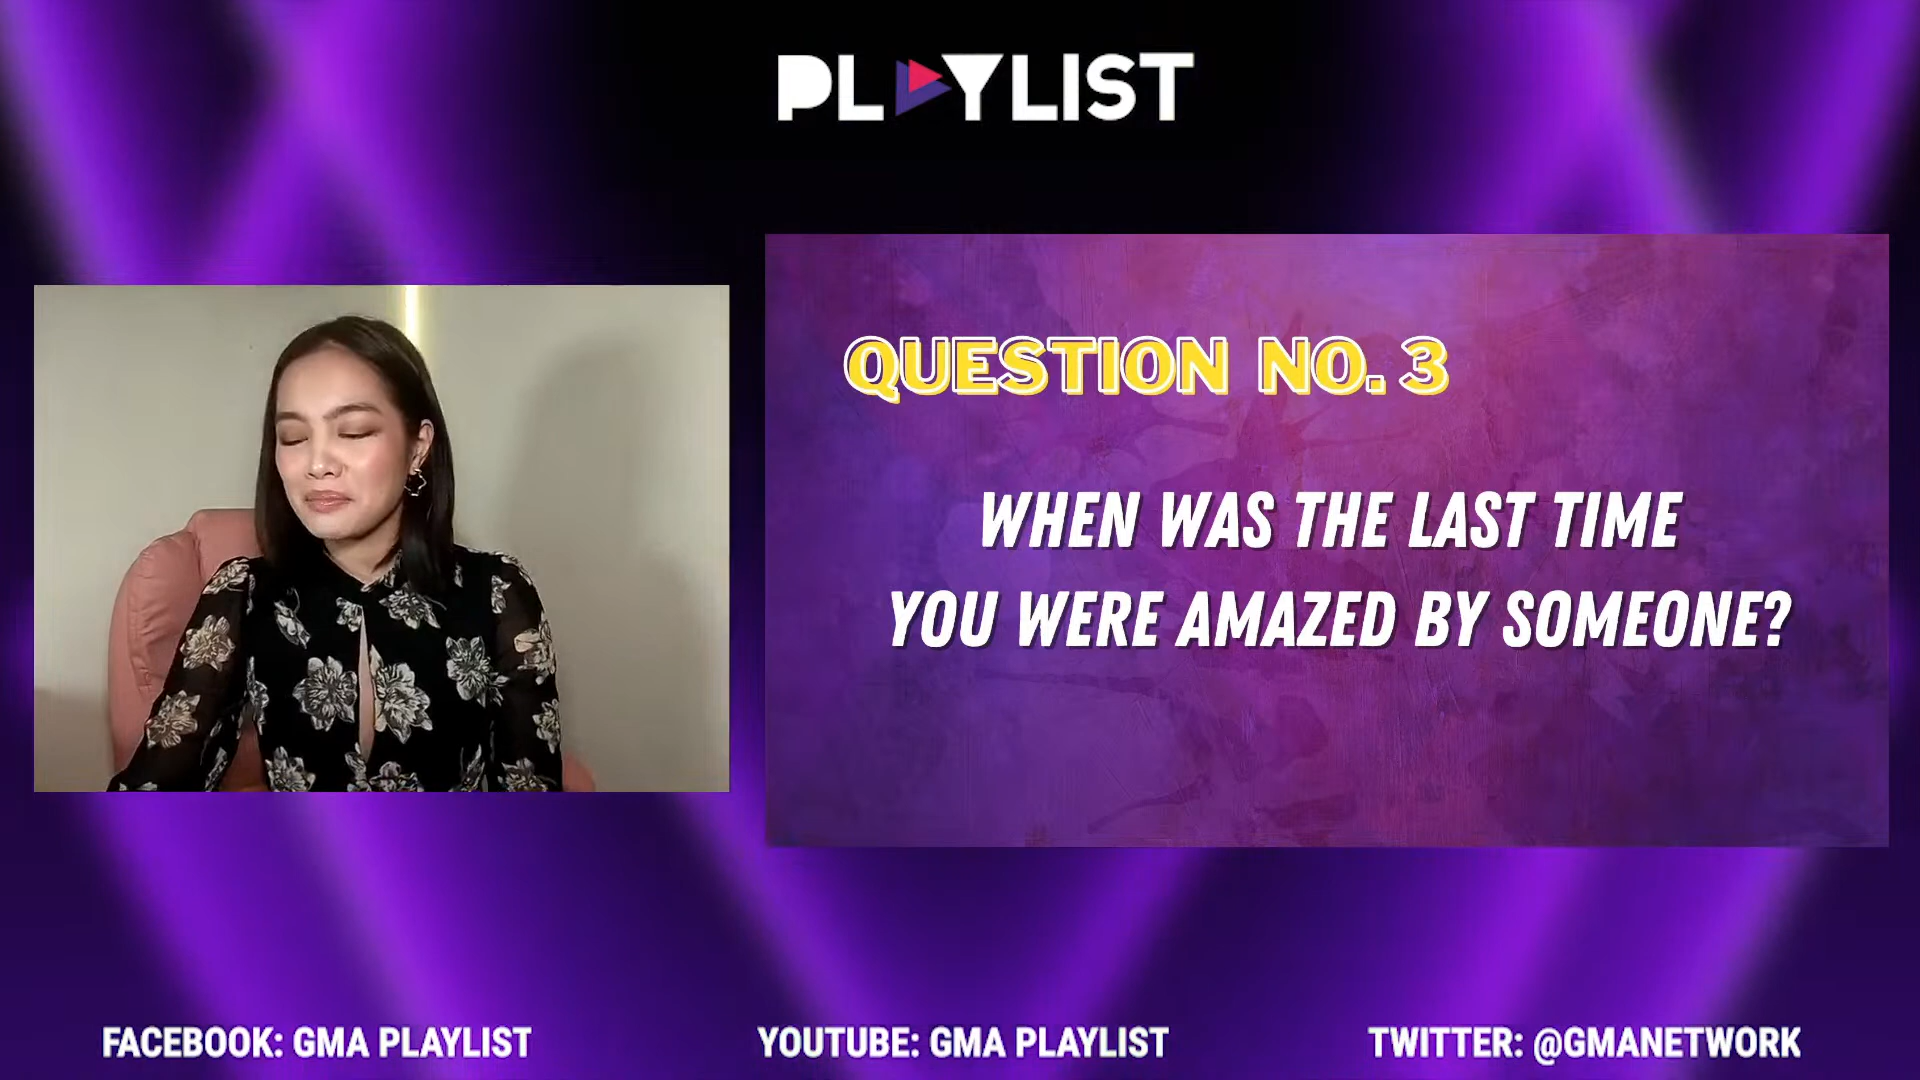 PLAYLIST
QUESTION NO. 3
WHEN WAS THE LAST TIME
YOU WERE AMAZED BY SOMEONE?
FACEBOOK: GMA PLAYLIST
YOUTUBE: GMA PLAYLIST
TWITTER: @GMANETWORK